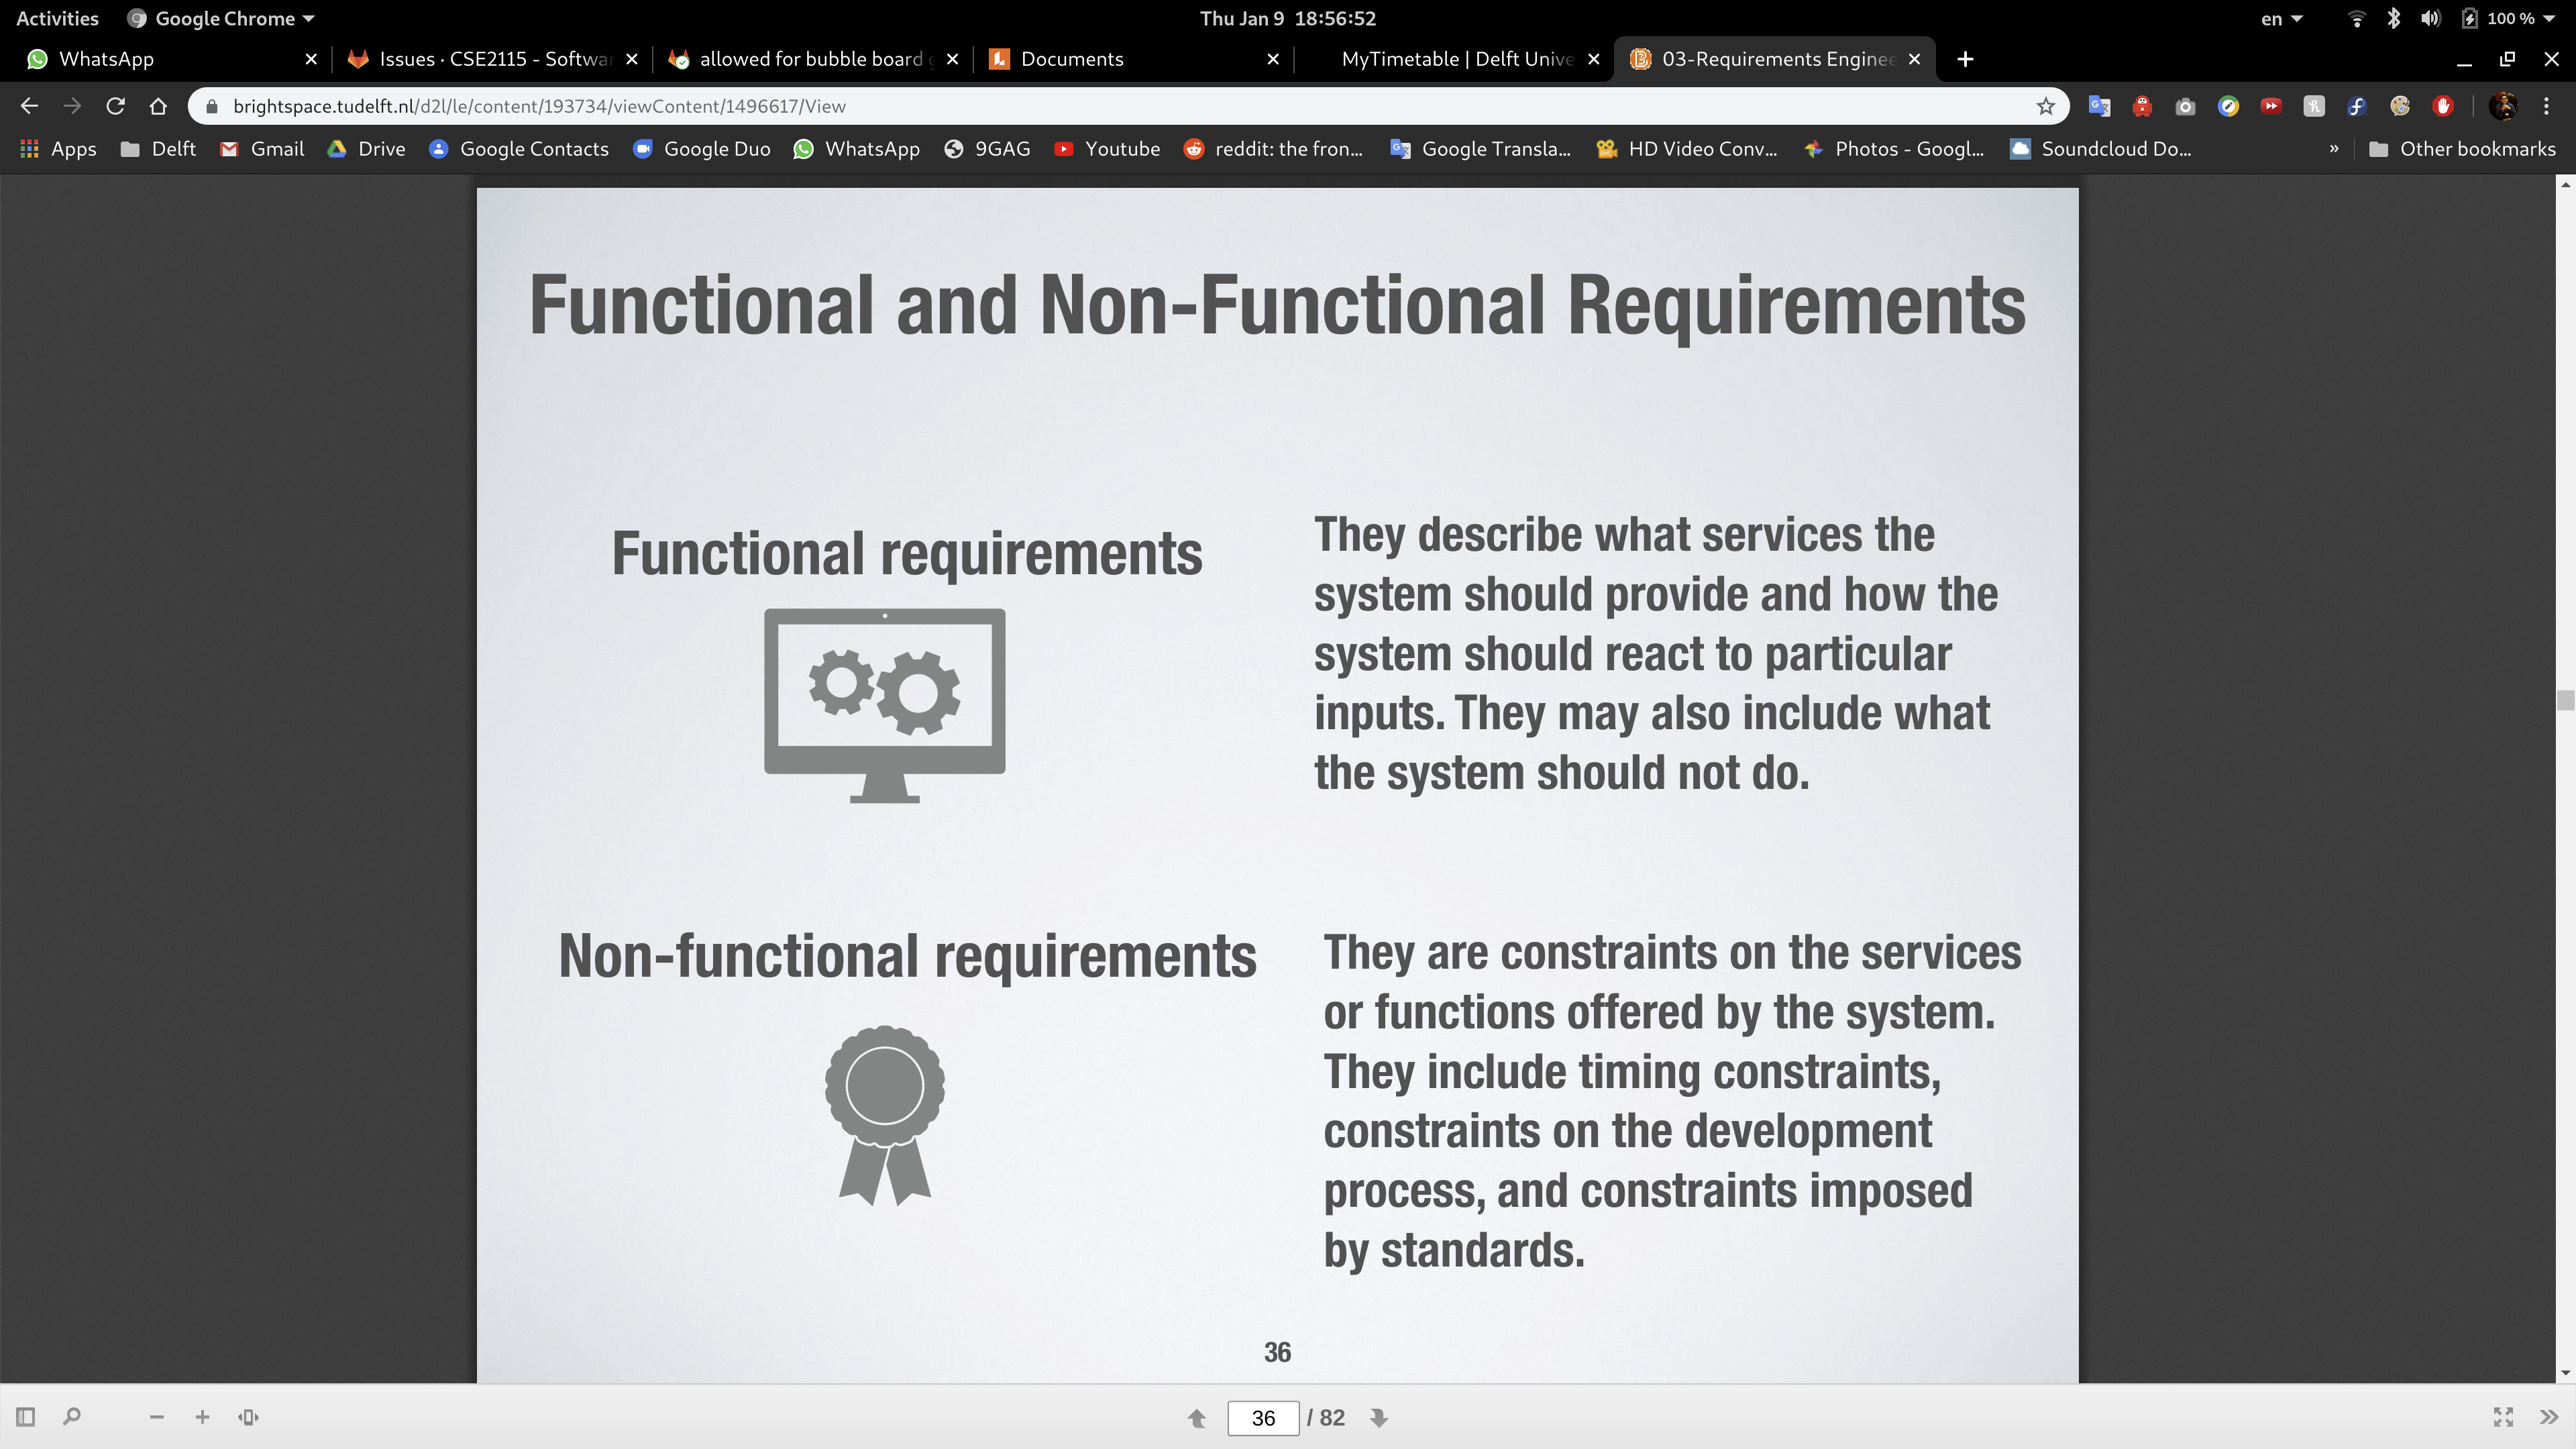 Activities Google Chrome Thu Jan 9 18:56:52 en 100 %
WhatsApp Issues · CSE2115 - Softwar allowed for bubble board g Documents MyTimetable | Delft Unive 03-Requirements Enginee
brightspace.tudelft.nl/d2l/le/content/193734/viewContent/1496617/View
Apps Delft Gmail Drive Google Contacts Google Duo WhatsApp 9GAG Youtube reddit: the fron... Google Transla... HD Video Conv... Photos - Googl... Soundcloud Do... » Other bookmarks
Functional and Non-Functional Requirements
Functional requirements
They describe what services the
system should provide and how the
system should react to particular
inputs. They may also include what
the system should not do.
Non-functional requirements
They are constraints on the services
or functions offered by the system.
They include timing constraints,
constraints on the development
process, and constraints imposed
by standards.
36
36 / 82